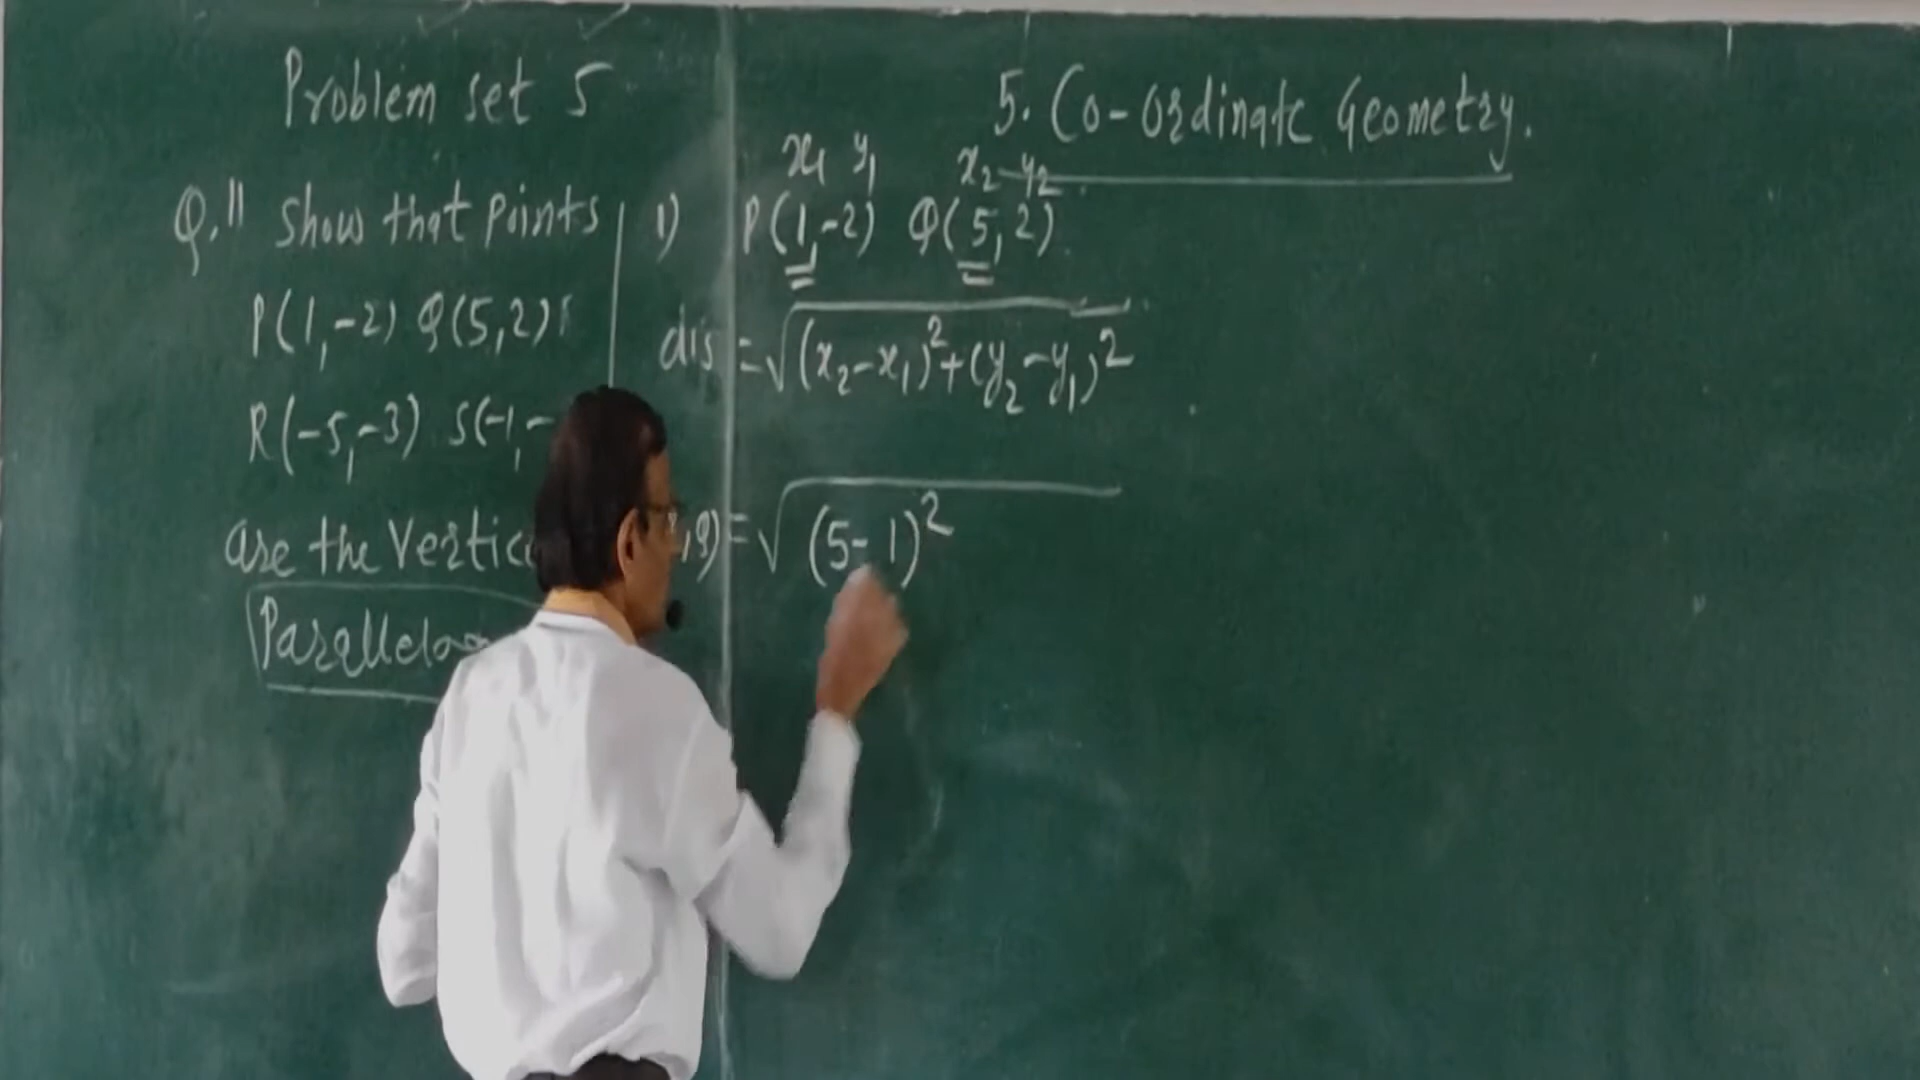 Problem set 5
Q.11 Show that points
P(1,-2) Q(5,2)
R(-5,-3) S(-1,-
are the
5. Co-ordinate Geometry.
x₁ y₁ x₂ y₂
1) P(1,-2) Q(5,2)
dis = √(x₂-x₁)²+(y₂-y₁)²
,Q) = √(5-1)²